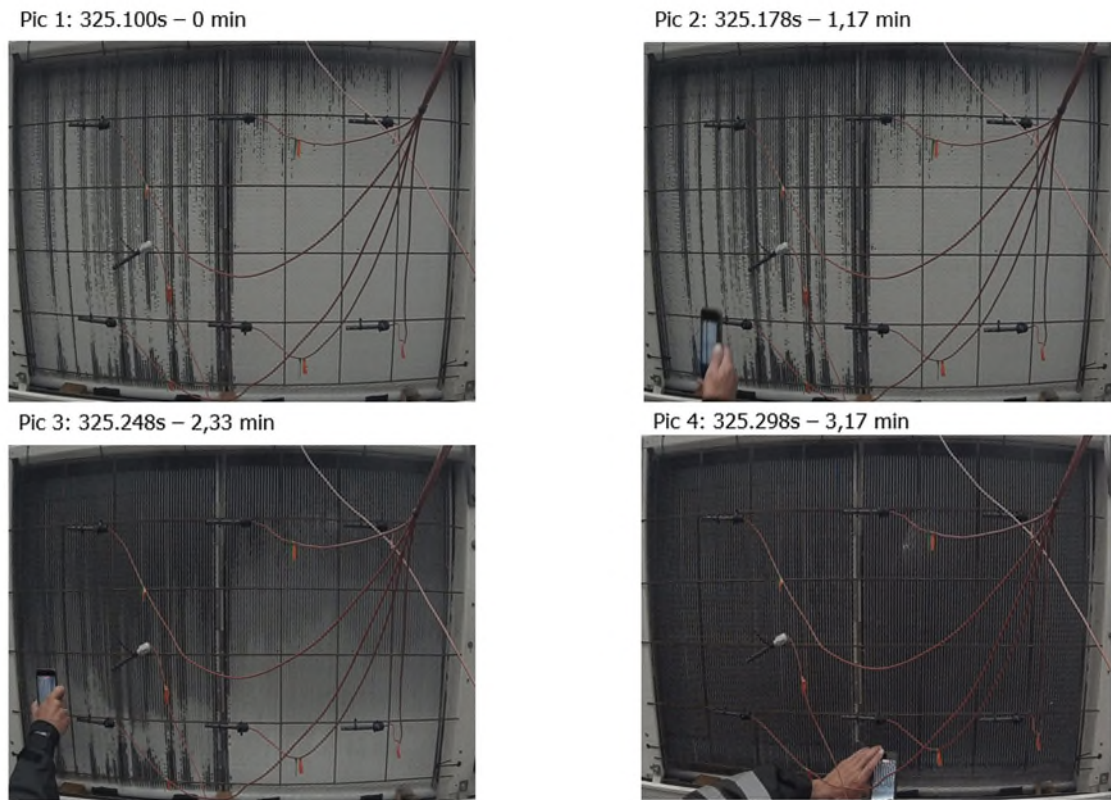 Pic 1: 325.100s – 0 min
Pic 2: 325.178s – 1,17 min
Pic 3: 325.248s – 2,33 min
Pic 4: 325.298s – 3,17 min